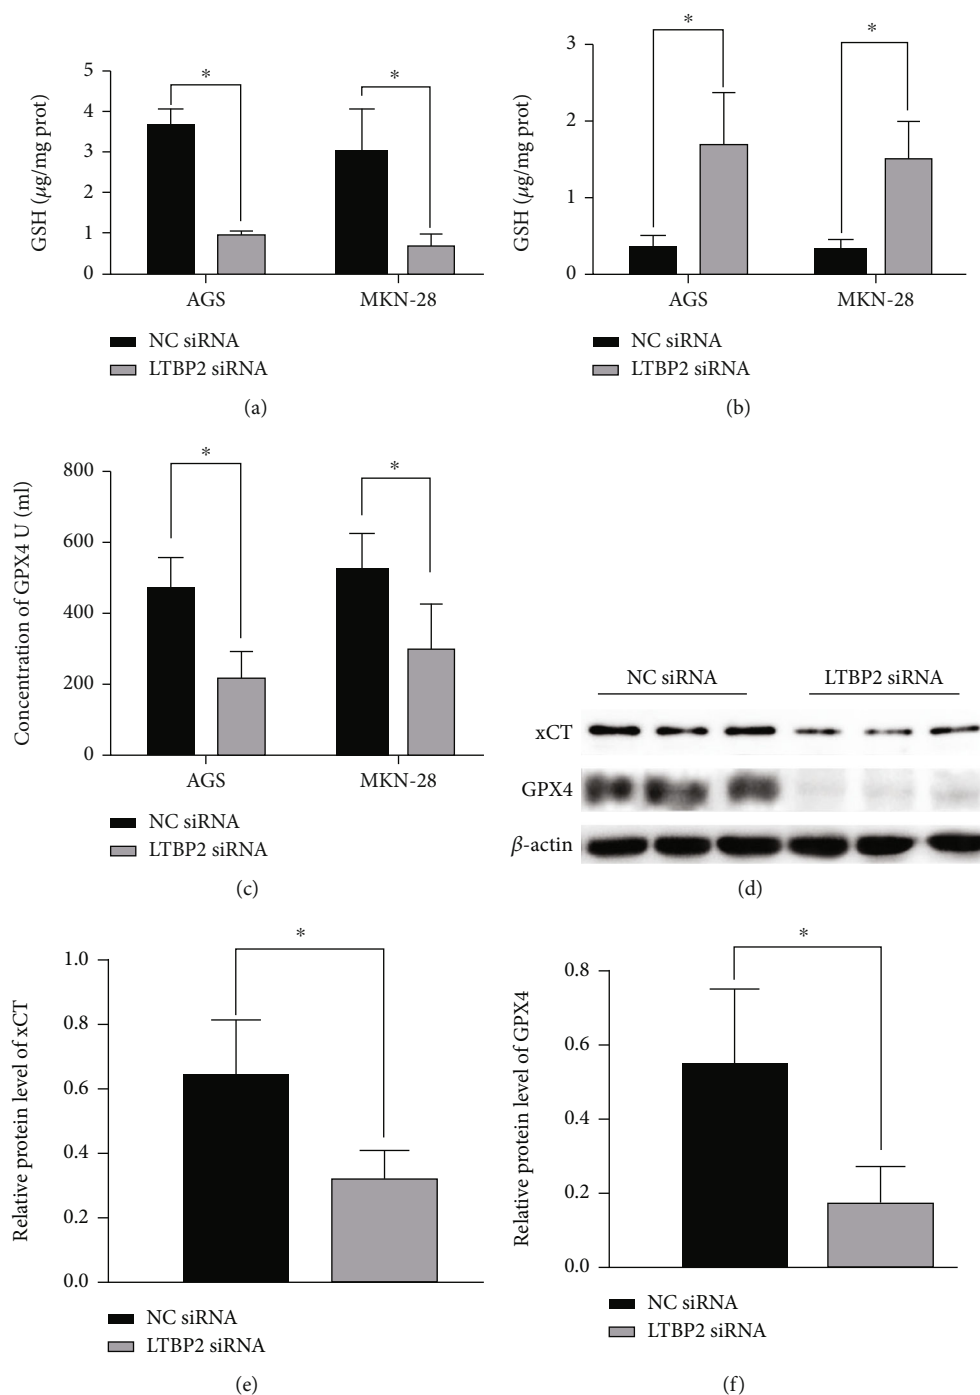 *
*
5
4
3
2
1
0
GSH (μg/mg prot)
AGS
MKN-28
NC siRNA
LTBP2 siRNA
(a)
*
*
3
2
1
0
GSH (μg/mg prot)
AGS
MKN-28
NC siRNA
LTBP2 siRNA
(b)
*
*
800
600
400
200
0
Concentration of GPX4 U (ml)
AGS
MKN-28
NC siRNA
LTBP2 siRNA
(c)
NC siRNA
LTBP2 siRNA
xCT
GPX4
β-actin
(d)
*
1.0
0.8
0.6
0.4
0.2
0.0
Relative protein level of xCT
NC siRNA
LTBP2 siRNA
(e)
*
0.8
0.6
0.4
0.2
0.0
Relative protein level of GPX4
NC siRNA
LTBP2 siRNA
(f)